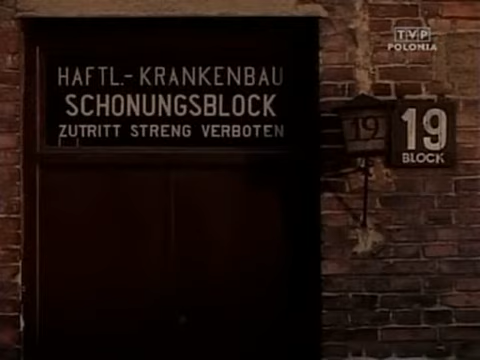 TVP
POLONIA
HAFTL.-KRANKENBAU
SCHONUNGSBLOCK
ZUTRITT STRENG VERBOTEN
19
19
BLOCK